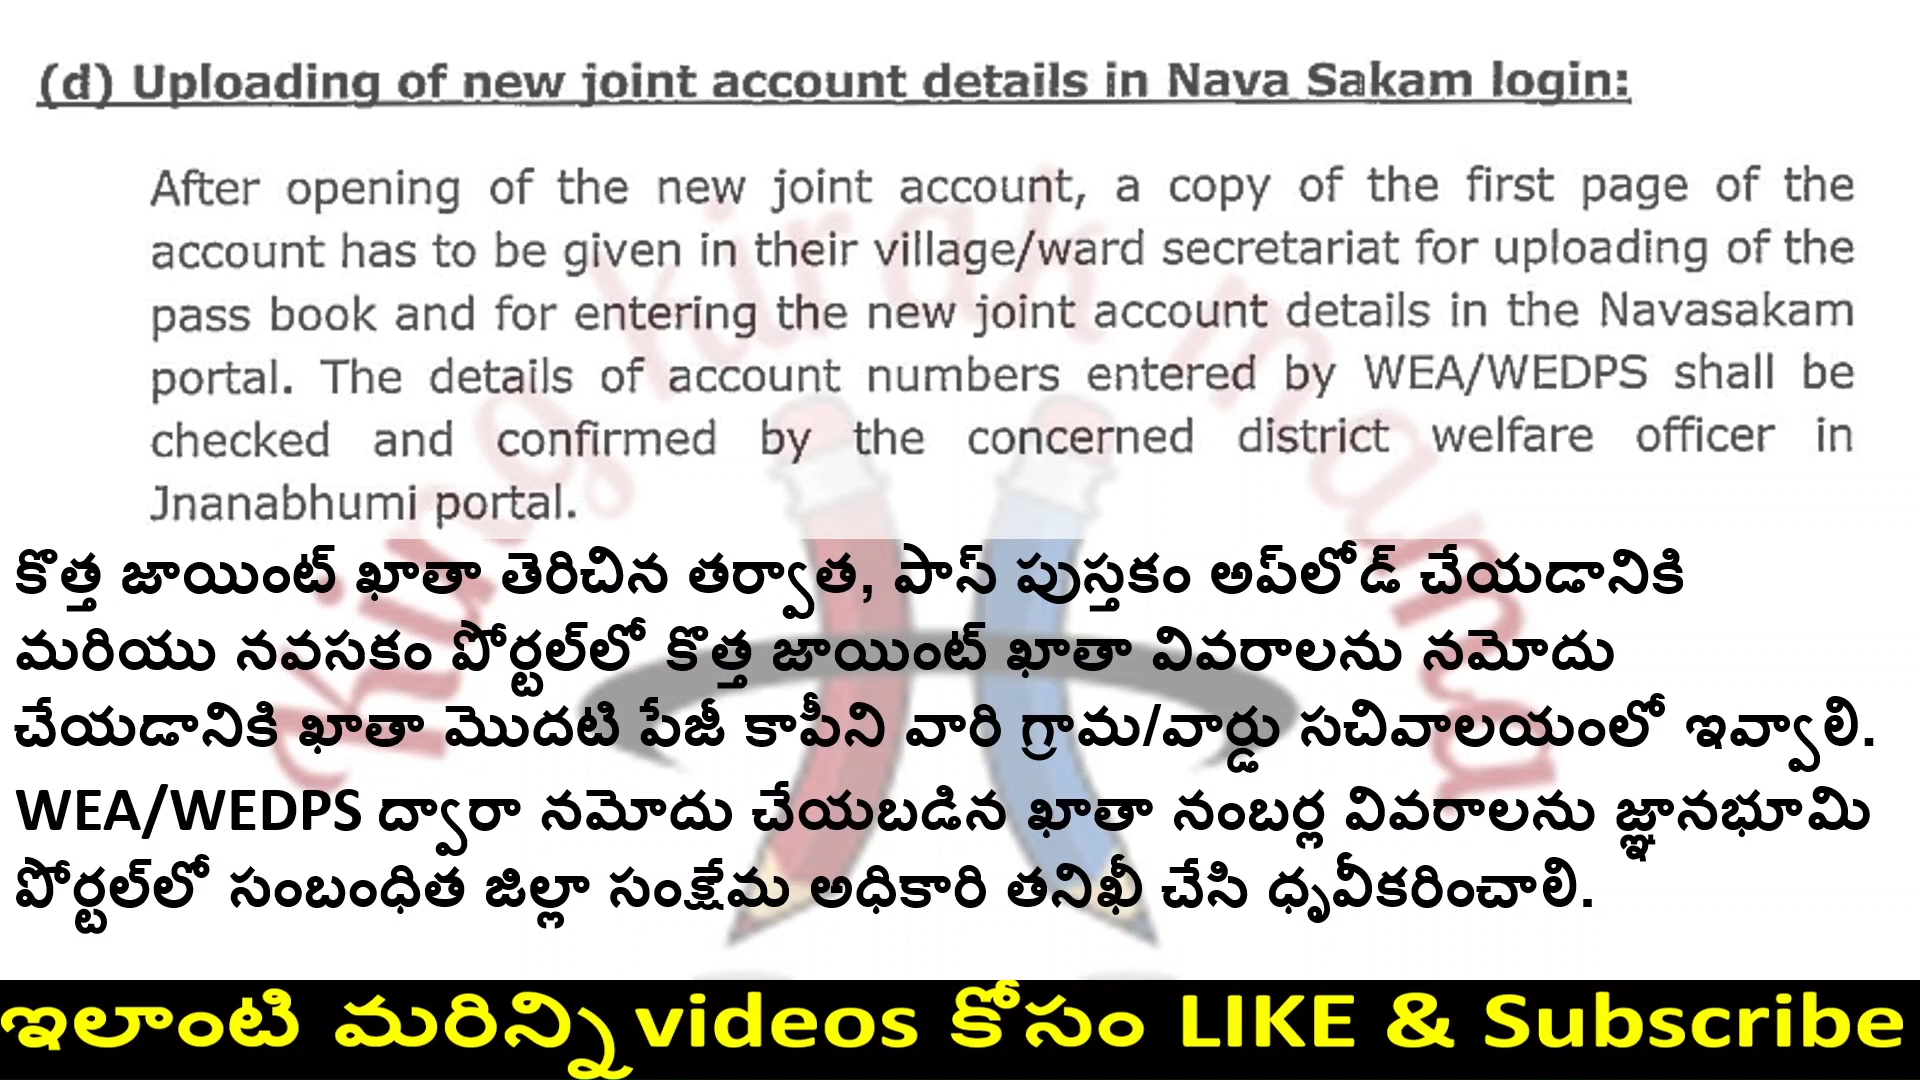 (d) Uploading of new joint account details in Nava Sakam login:
After opening of the new joint account, a copy of the first page of the
account has to be given in their village/ward secretariat for uploading of the
pass book and for entering the new joint account details in the Navasakam
portal. The details of account numbers entered by WEA/WEDPS shall be
checked and confirmed by the concerned district welfare officer in
Jnanabhumi portal.
కొత్త జాయింట్ ఖాతా తెరిచిన తర్వాత, పాస్ పుస్తకం అప్‌లోడ్ చేయడానికి
మరియు నవసకం పోర్టల్‌లో కొత్త జాయింట్ ఖాతా వివరాలను నమోదు
చేయడానికి ఖాతా మొదటి పేజీ కాపీని వారి గ్రామ/వార్డు సచివాలయంలో ఇవ్వాలి.
WEA/WEDPS ద్వారా నమోదు చేయబడిన ఖాతా నంబర్ల వివరాలను జ్ఞానభూమి
పోర్టల్‌లో సంబంధిత జిల్లా సంక్షేమ అధికారి తనిఖీ చేసి ధృవీకరించాలి.
ఇలాంటి మరిన్ని videos కోసం LIKE & Subscribe